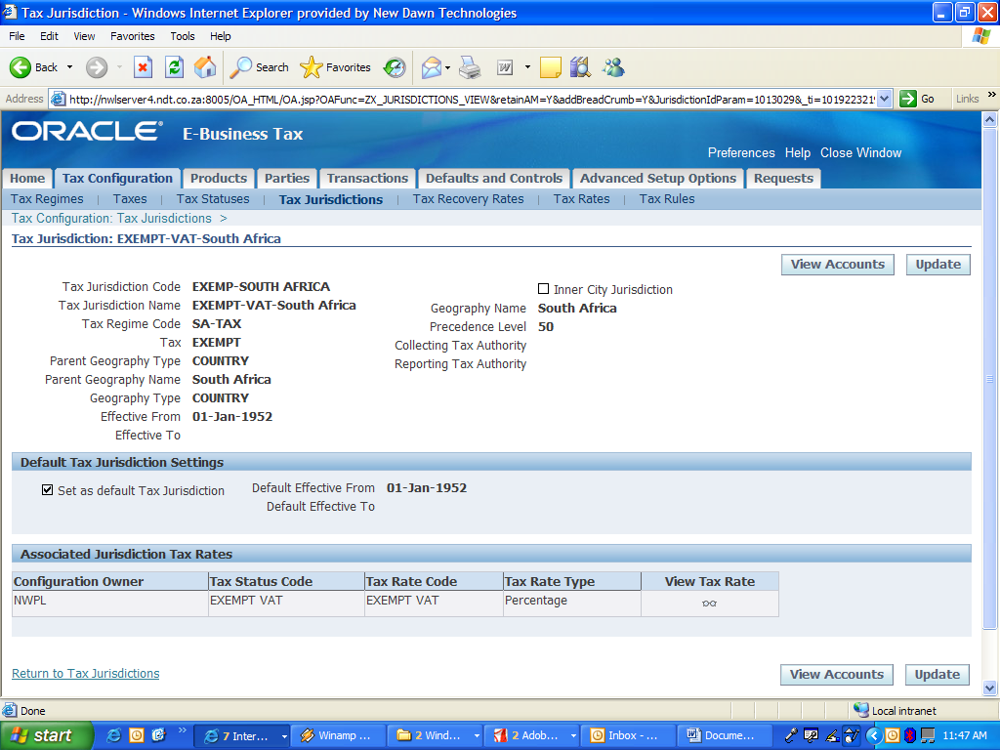 Tax Jurisdiction - Windows Internet Explorer provided by New Dawn Technologies
File Edit View Favorites Tools Help
Back Search Favorites
Address http://nwlserver4.ndt.co.za:8005/OA_HTML/OA.jsp?OAFunc=ZX_JURISDICTIONS_VIEW&retainAM=Y&addBreadCrumb=Y&JurisdictionIdParam=1013029&_ti=101922321 Go Links »
ORACLE® E-Business Tax
Preferences Help Close Window
Home Tax Configuration Products Parties Transactions Defaults and Controls Advanced Setup Options Requests
Tax Regimes | Taxes | Tax Statuses | Tax Jurisdictions | Tax Recovery Rates | Tax Rates | Tax Rules
Tax Configuration: Tax Jurisdictions >
Tax Jurisdiction: EXEMPT-VAT-South Africa
View Accounts Update
Tax Jurisdiction Code EXEMP-SOUTH AFRICA
Tax Jurisdiction Name EXEMPT-VAT-South Africa
Tax Regime Code SA-TAX
Tax EXEMPT
Parent Geography Type COUNTRY
Parent Geography Name South Africa
Geography Type COUNTRY
Effective From 01-Jan-1952
Effective To
Inner City Jurisdiction
Geography Name South Africa
Precedence Level 50
Collecting Tax Authority
Reporting Tax Authority
Default Tax Jurisdiction Settings
Set as default Tax Jurisdiction
Default Effective From 01-Jan-1952
Default Effective To
Associated Jurisdiction Tax Rates
Configuration Owner Tax Status Code Tax Rate Code Tax Rate Type View Tax Rate
NWPL EXEMPT VAT EXEMPT VAT Percentage
Return to Tax Jurisdictions
View Accounts Update
Done Local intranet
start » 7 Inter... Winamp ... 2 Wind... 2 Adob... Inbox - ... Docume... 11:47 AM